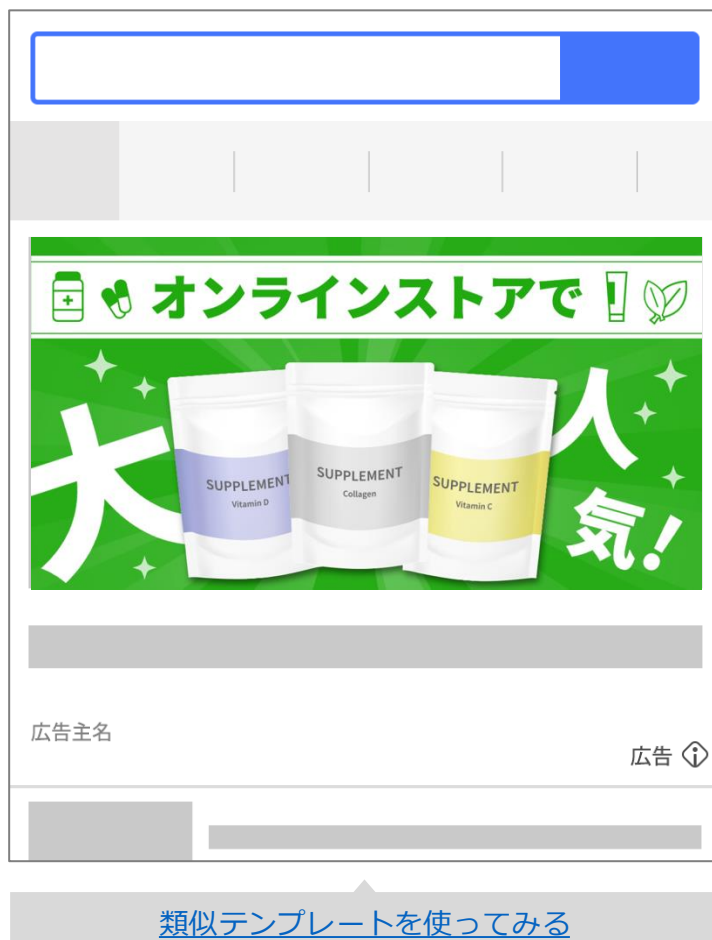 オンラインストアで
大人気!
SUPPLEMENT
Vitamin D
SUPPLEMENT
Collagen
SUPPLEMENT
Vitamin C
広告主名
広告
類似テンプレートを使ってみる